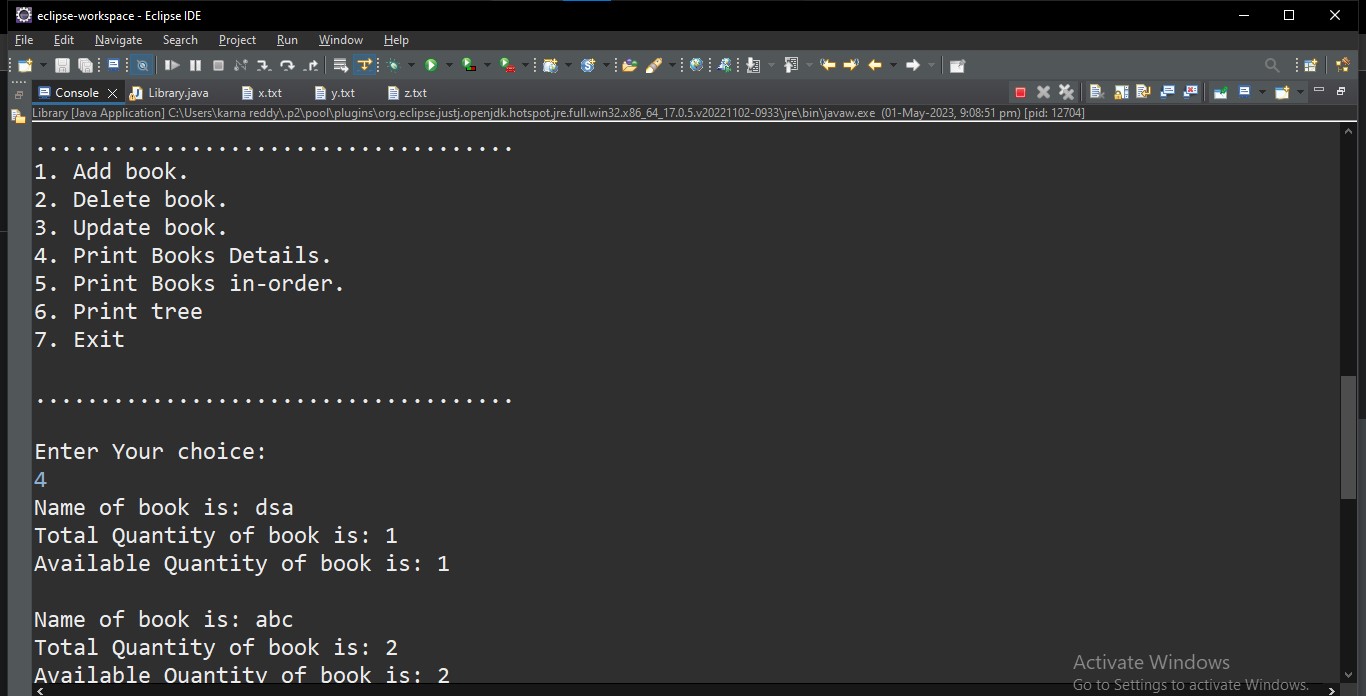 eclipse-workspace - Eclipse IDE
File Edit Navigate Search Project Run Window Help
Console Library.java x.txt y.txt z.txt
Library [Java Application] C:\Users\karna reddy\.p2\pool\plugins\org.eclipse.justj.openjdk.hotspot.jre.full.win32.x86_64_17.0.5.v20221102-0933\jre\bin\javaw.exe (01-May-2023, 9:08:51 pm) [pid: 12704]
.....................................
1. Add book.
2. Delete book.
3. Update book.
4. Print Books Details.
5. Print Books in-order.
6. Print tree
7. Exit
.....................................
Enter Your choice:
4
Name of book is: dsa
Total Quantity of book is: 1
Available Quantity of book is: 1
Name of book is: abc
Total Quantity of book is: 2
Available Quantity of book is: 2
Activate Windows
Go to Settings to activate Windows.